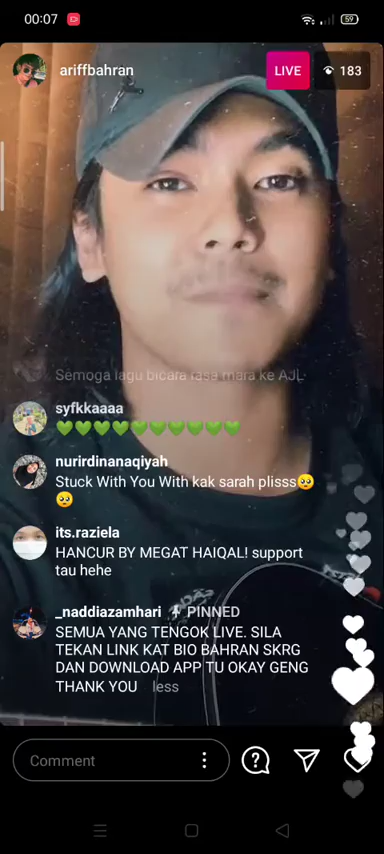 00:07
59
ariffbahran
LIVE
183
Semoga lagu bicara rasa mara ke AJL
syfkkaaaa
💚💚💚💚💚💚💚💚💚💚
nurirdinanaqiyah
Stuck With You With kak sarah plisss🥺
🥺
its.raziela
HANCUR BY MEGAT HAIQAL! support
tau hehe
_naddiazamhari PINNED
SEMUA YANG TENGOK LIVE. SILA
TEKAN LINK KAT BIO BAHRAN SKRG
DAN DOWNLOAD APP TU OKAY GENG
THANK YOU less
Comment